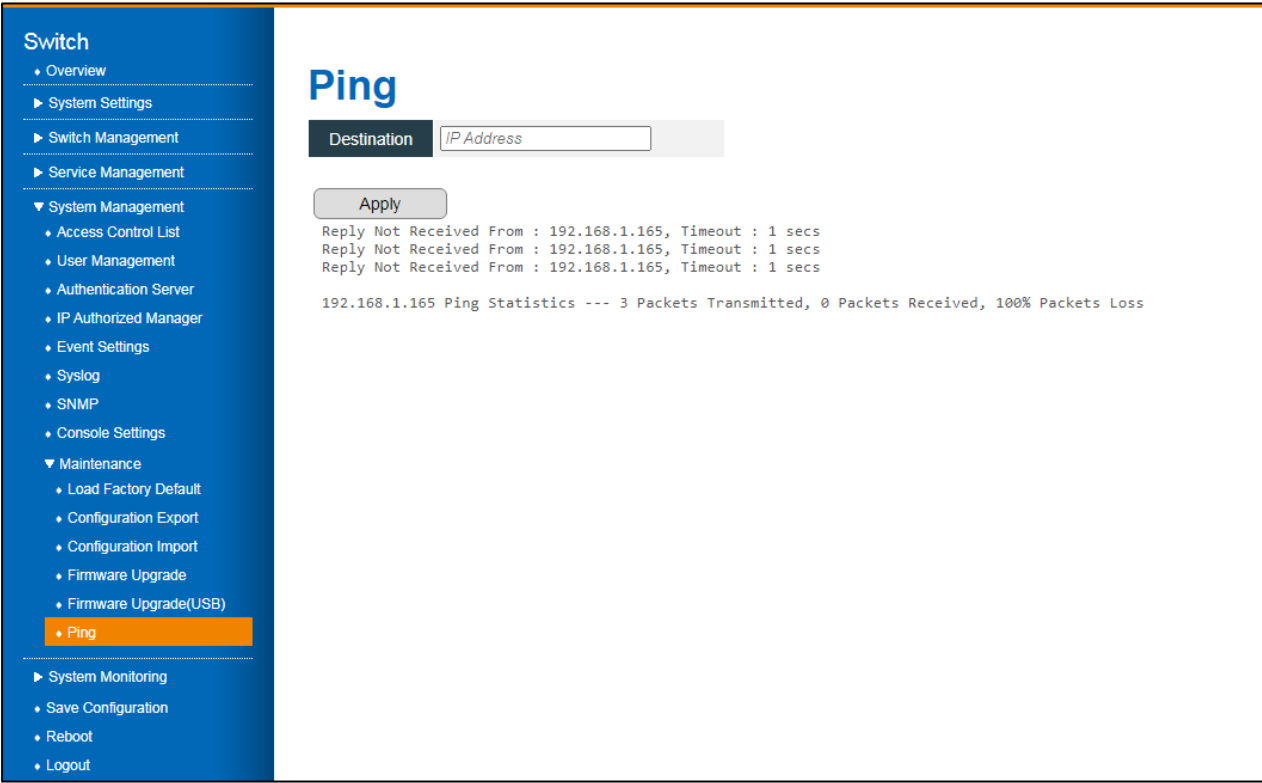 Switch
Overview
System Settings
Switch Management
Service Management
System Management
Access Control List
User Management
Authentication Server
IP Authorized Manager
Event Settings
Syslog
SNMP
Console Settings
Maintenance
Load Factory Default
Configuration Export
Configuration Import
Firmware Upgrade
Firmware Upgrade(USB)
Ping
System Monitoring
Save Configuration
Reboot
Logout
Ping
Destination IP Address
Apply
Reply Not Received From : 192.168.1.165, Timeout : 1 secs
Reply Not Received From : 192.168.1.165, Timeout : 1 secs
Reply Not Received From : 192.168.1.165, Timeout : 1 secs
192.168.1.165 Ping Statistics --- 3 Packets Transmitted, 0 Packets Received, 100% Packets Loss